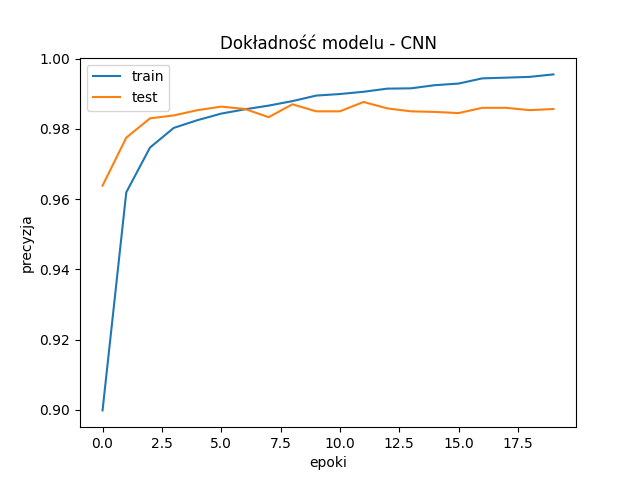 Dokładność modelu - CNN
train
test
precyzja
1.00
0.98
0.96
0.94
0.92
0.90
0.0 2.5 5.0 7.5 10.0 12.5 15.0 17.5
epoki